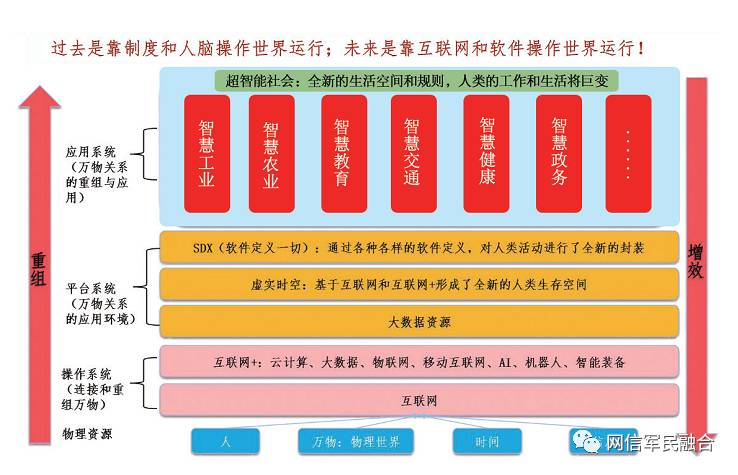 过去是靠制度和人脑操作世界运行；未来是靠互联网和软件操作世界运行！
超智能社会：全新的生活空间和规则，人类的工作和生活将巨变
智慧工业
智慧农业
智慧教育
智慧交通
智慧健康
智慧政务
......
应用系统
（万物关系
的重组与应
用）
重组
增效
SDX（软件定义一切）：通过各种各样的软件定义，对人类活动进行了全新的封装
平台系统
（万物关系
的应用环境）
虚实时空：基于互联网和互联网+形成了全新的人类生存空间
大数据资源
操作系统
（连接和重
组万物）
互联网+：云计算、大数据、物联网、移动互联网、AI、机器人、智能装备
互联网
物理资源
人
万物：物理世界
时间
网信军民融合